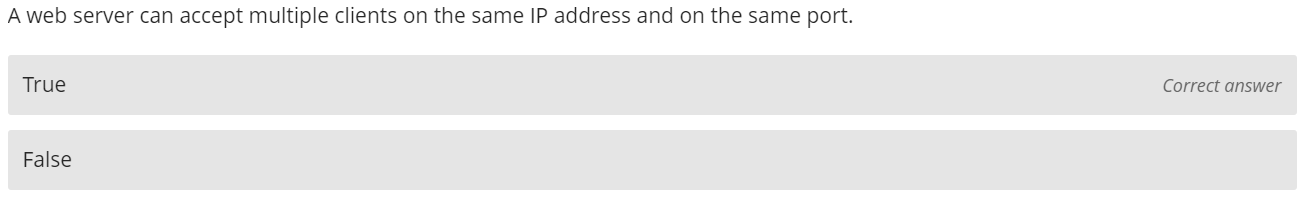 A web server can accept multiple clients on the same IP address and on the same port.
True Correct answer
False